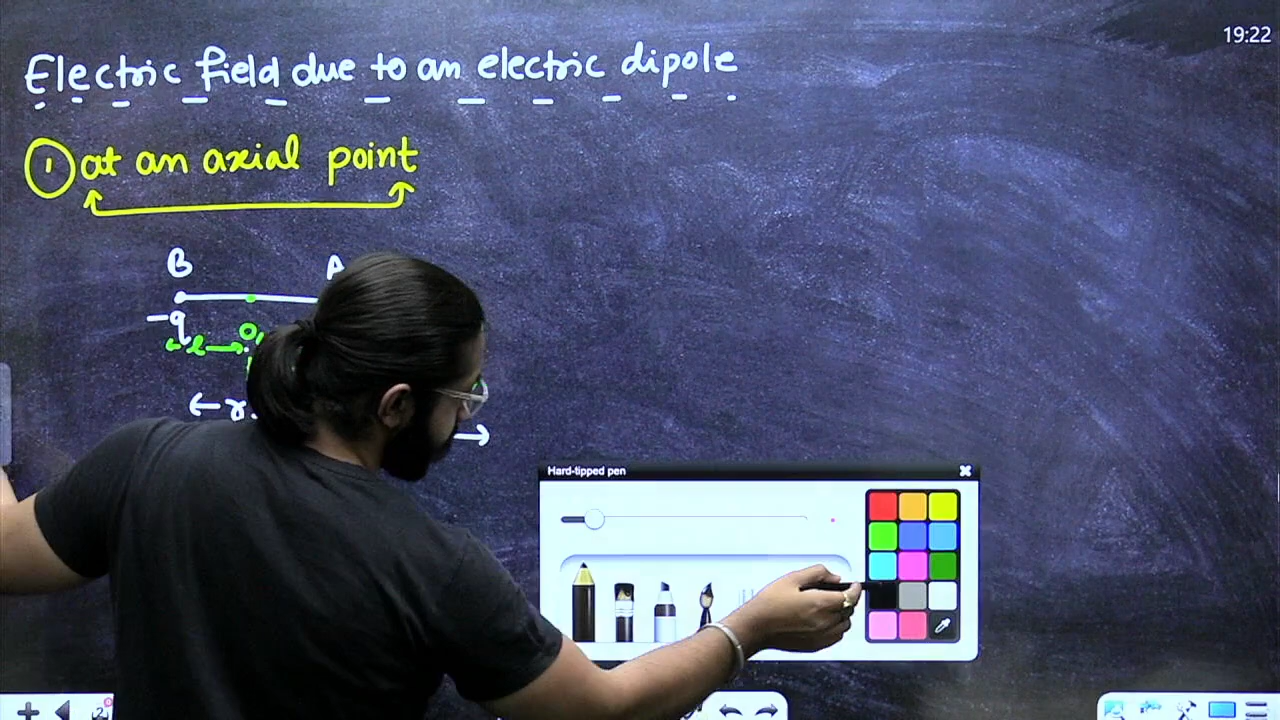 19:22
Electric field due to an electric dipole
① at an axial point
B A
-q
l O
← r
Hard-tipped pen